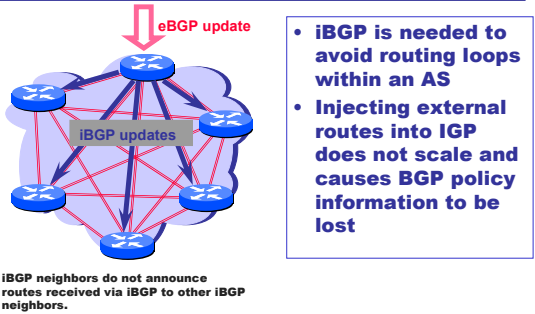 eBGP update
iBGP updates
iBGP neighbors do not announce
routes received via iBGP to other iBGP
neighbors.
• iBGP is needed to
avoid routing loops
within an AS
• Injecting external
routes into IGP
does not scale and
causes BGP policy
information to be
lost